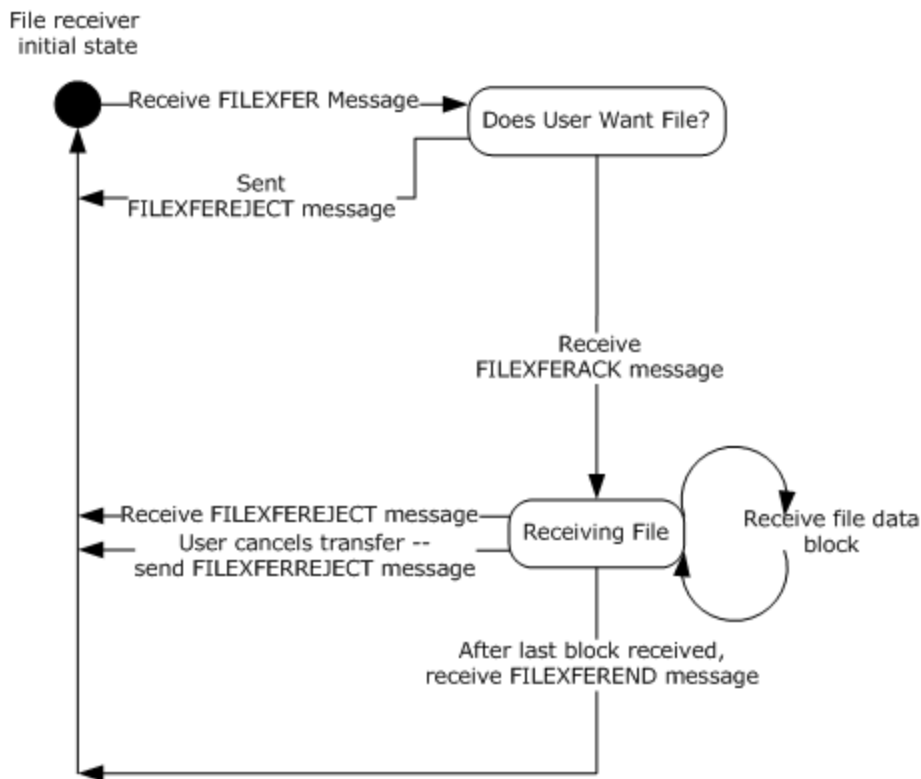 File receiver
initial state
Receive FILEXFER Message
Does User Want File?
Sent
FILEXFEREJECT message
Receive
FILEXFERACK message
Receive FILEXFEREJECT message
Receiving File
Receive file data
block
User cancels transfer --
send FILEXFERREJECT message
After last block received,
receive FILEXFEREND message